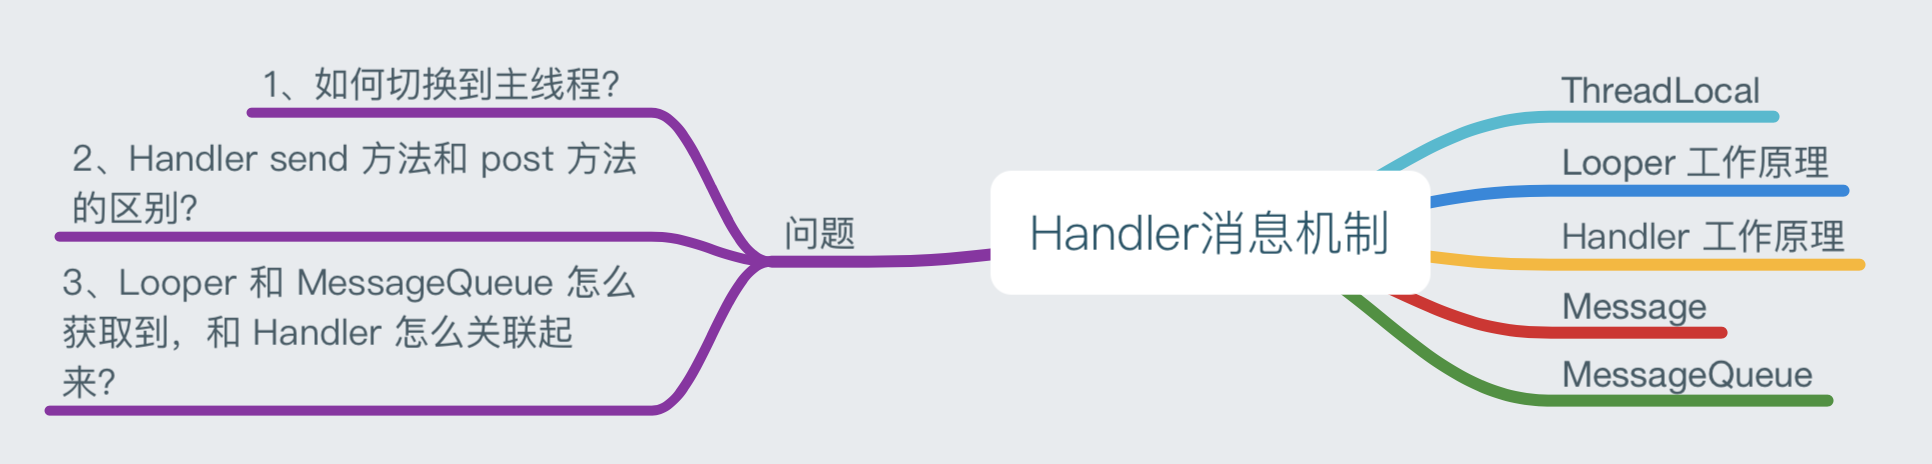 1、如何切换到主线程?
2、Handler send 方法和 post 方法
的区别?
3、Looper 和 MessageQueue 怎么
获取到，和 Handler 怎么关联起
来?
问题
Handler消息机制
ThreadLocal
Looper 工作原理
Handler 工作原理
Message
MessageQueue